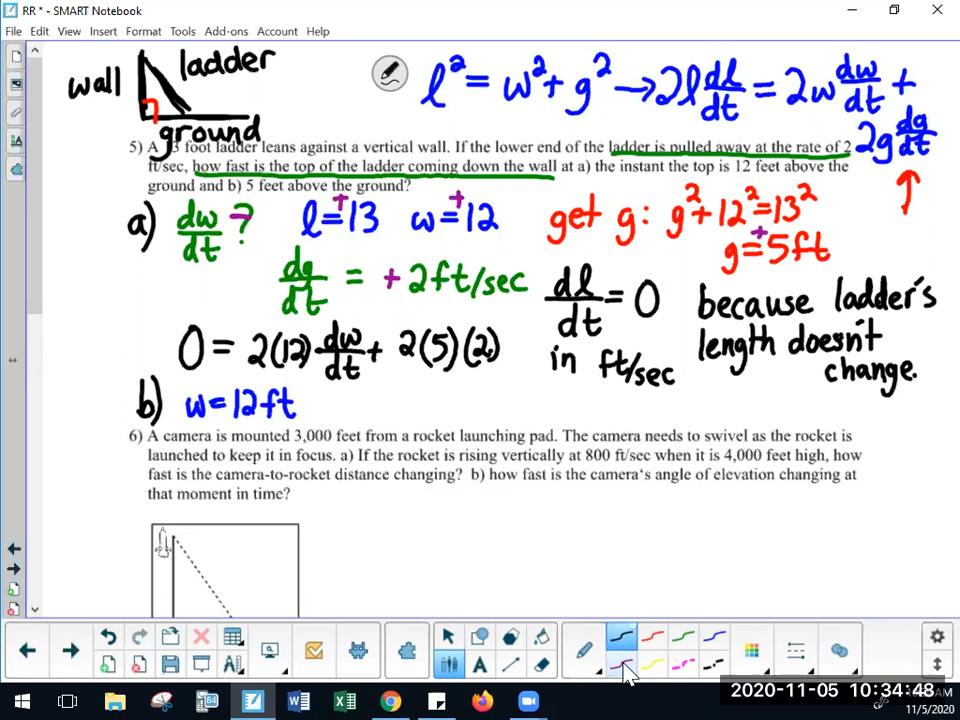 RR * - SMART Notebook
File Edit View Insert Format Tools Add-ons Account Help
wall
ladder
ground
l² = w² + g² → 2l dl/dt = 2w dw/dt +
2g dg/dt
5) A 13 foot ladder leans against a vertical wall. If the lower end of the ladder is pulled away at the rate of 2
ft/sec, how fast is the top of the ladder coming down the wall at a) the instant the top is 12 feet above the
ground and b) 5 feet above the ground?
a) dw/dt - ? l = + 13 w = + 12 get g: g² + 12² = 13²
g = + 5 ft
dg/dt = + 2 ft/sec dl/dt = 0 because ladder's
length doesn't
change.
0 = 2(12) dw/dt + 2(5)(2) in ft/sec
b) w = 12 ft
6) A camera is mounted 3,000 feet from a rocket launching pad. The camera needs to swivel as the rocket is
launched to keep it in focus. a) If the rocket is rising vertically at 800 ft/sec when it is 4,000 feet high, how
fast is the camera-to-rocket distance changing? b) how fast is the camera's angle of elevation changing at
that moment in time?
2020-11-05 10:34:48
11/5/2020